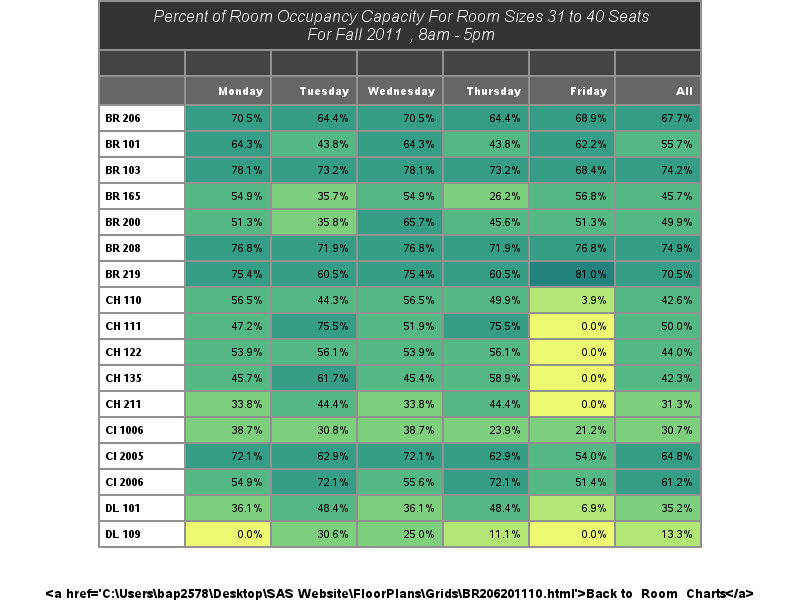 Percent of Room Occupancy Capacity For Room Sizes 31 to 40 Seats
For Fall 2011 , 8am - 5pm
Monday Tuesday Wednesday Thursday Friday All
BR 206 70.5% 64.4% 70.5% 64.4% 68.9% 67.7%
BR 101 64.3% 43.8% 64.3% 43.8% 62.2% 55.7%
BR 103 78.1% 73.2% 78.1% 73.2% 68.4% 74.2%
BR 165 54.9% 35.7% 54.9% 26.2% 56.8% 45.7%
BR 200 51.3% 35.8% 65.7% 45.6% 51.3% 49.9%
BR 208 76.8% 71.9% 76.8% 71.9% 76.8% 74.9%
BR 219 75.4% 60.5% 75.4% 60.5% 81.0% 70.5%
CH 110 56.5% 44.3% 56.5% 49.9% 3.9% 42.6%
CH 111 47.2% 75.5% 51.9% 75.5% 0.0% 50.0%
CH 122 53.9% 56.1% 53.9% 56.1% 0.0% 44.0%
CH 135 45.7% 61.7% 45.4% 58.9% 0.0% 42.3%
CH 211 33.8% 44.4% 33.8% 44.4% 0.0% 31.3%
CI 1006 38.7% 30.8% 38.7% 23.9% 21.2% 30.7%
CI 2005 72.1% 62.9% 72.1% 62.9% 54.0% 64.8%
CI 2006 54.9% 72.1% 55.6% 72.1% 51.4% 61.2%
DL 101 36.1% 48.4% 36.1% 48.4% 6.9% 35.2%
DL 109 0.0% 30.6% 25.0% 11.1% 0.0% 13.3%
<a href='C:\Users\bap2578\Desktop\SAS Website\FloorPlans\Grids\BR206201110.html'>Back to Room Charts</a>